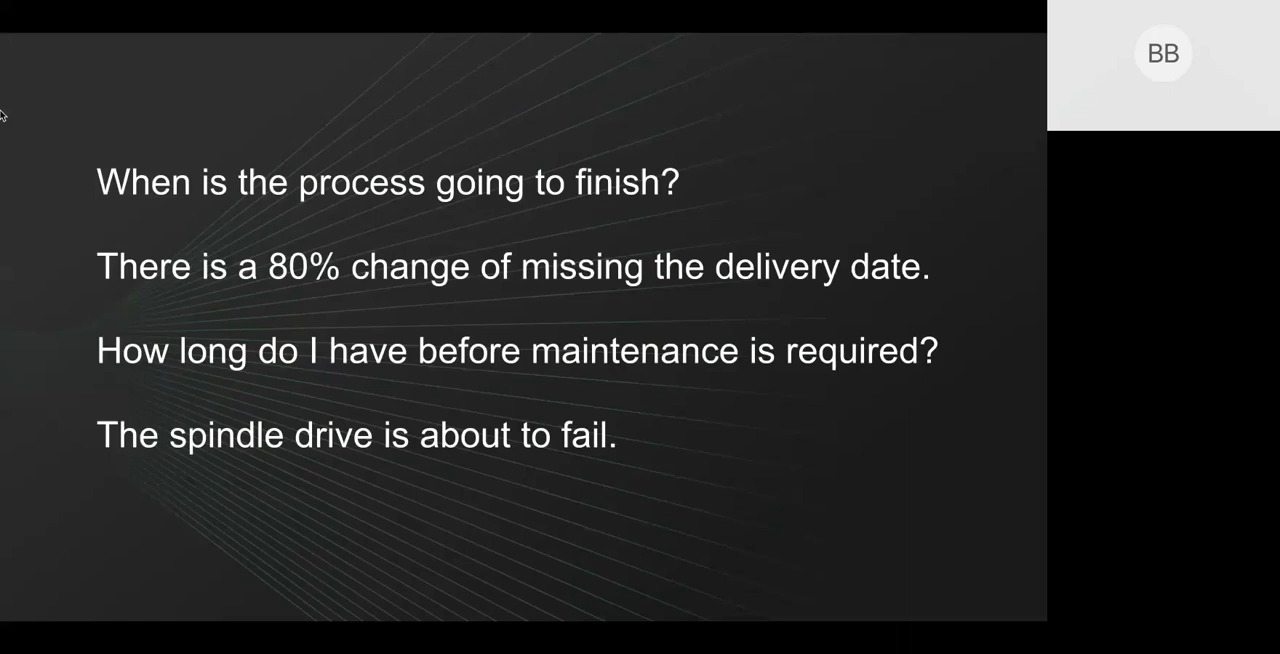 BB
When is the process going to finish?
There is a 80% change of missing the delivery date.
How long do I have before maintenance is required?
The spindle drive is about to fail.